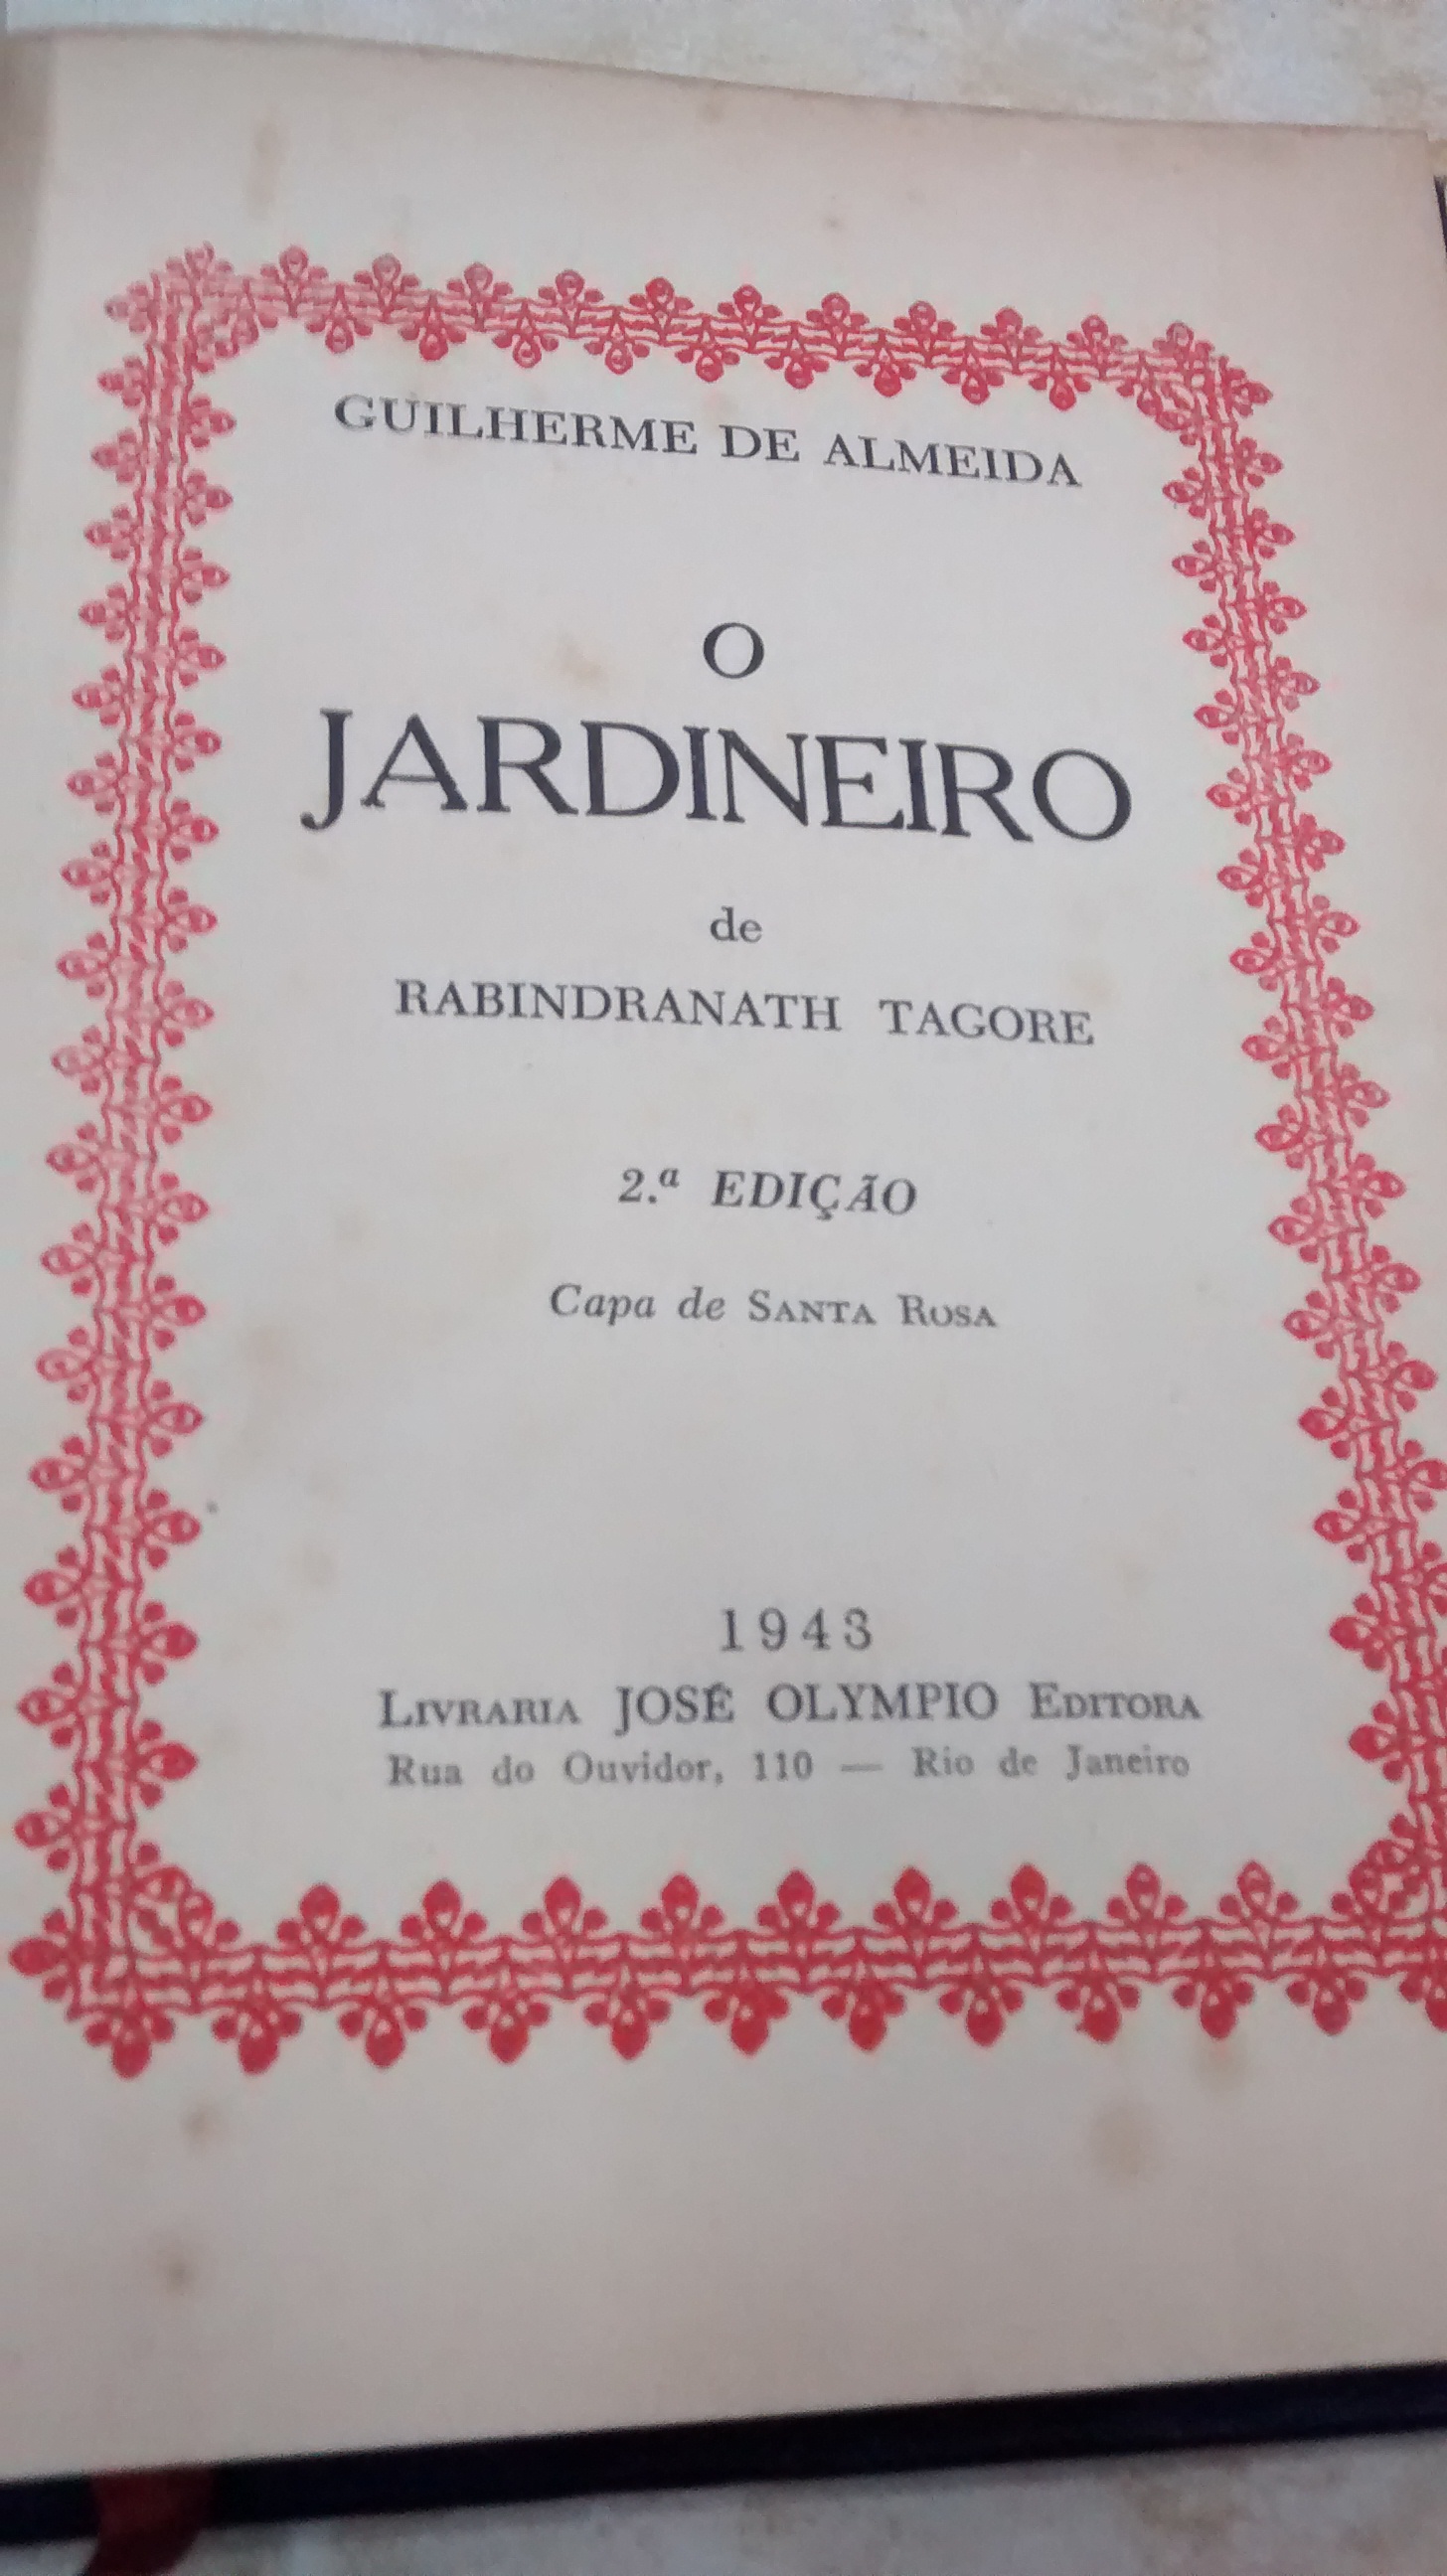 GUILHERME DE ALMEIDA
O
JARDINEIRO
de
RABINDRANATH TAGORE
2.ª EDIÇÃO
Capa de SANTA ROSA
1943
LIVRARIA JOSÉ OLYMPIO EDITORA
Rua do Ouvidor, 110 — Rio de Janeiro